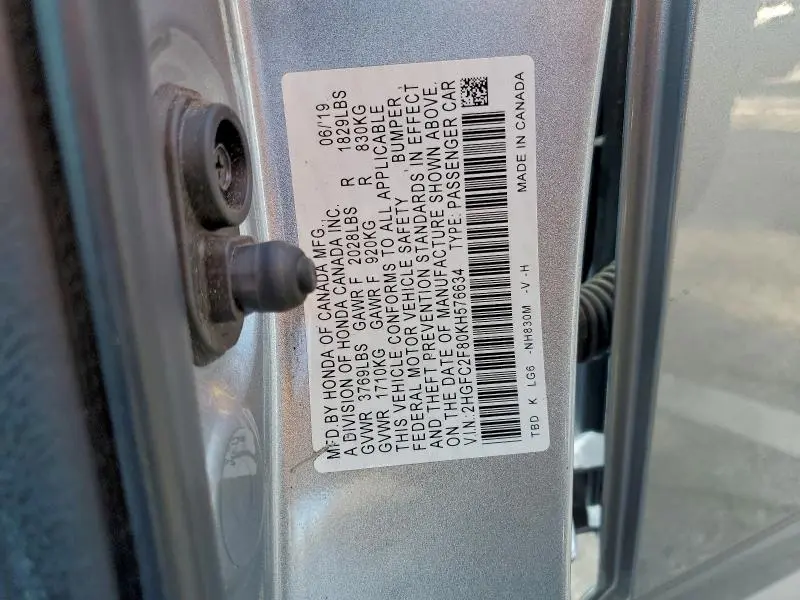 MFD.BY HONDA OF CANADA MFG. 06/19
A DIVISION OF HONDA CANADA INC.
GVWR 3769LBS GAWR F 2028LBS R 1829LBS
GVWR 1710KG GAWR F 920KG R 830KG
THIS VEHICLE CONFORMS TO ALL APPLICABLE
FEDERAL MOTOR VEHICLE SAFETY, BUMPER,
AND THEFT PREVENTION STANDARDS IN EFFECT
ON THE DATE OF MANUFACTURE SHOWN ABOVE.
V.I.N.:2HGFC2F80KH576634 TYPE: PASSENGER CAR
TBD K LG6 -NH830M -V -H MADE IN CANADA